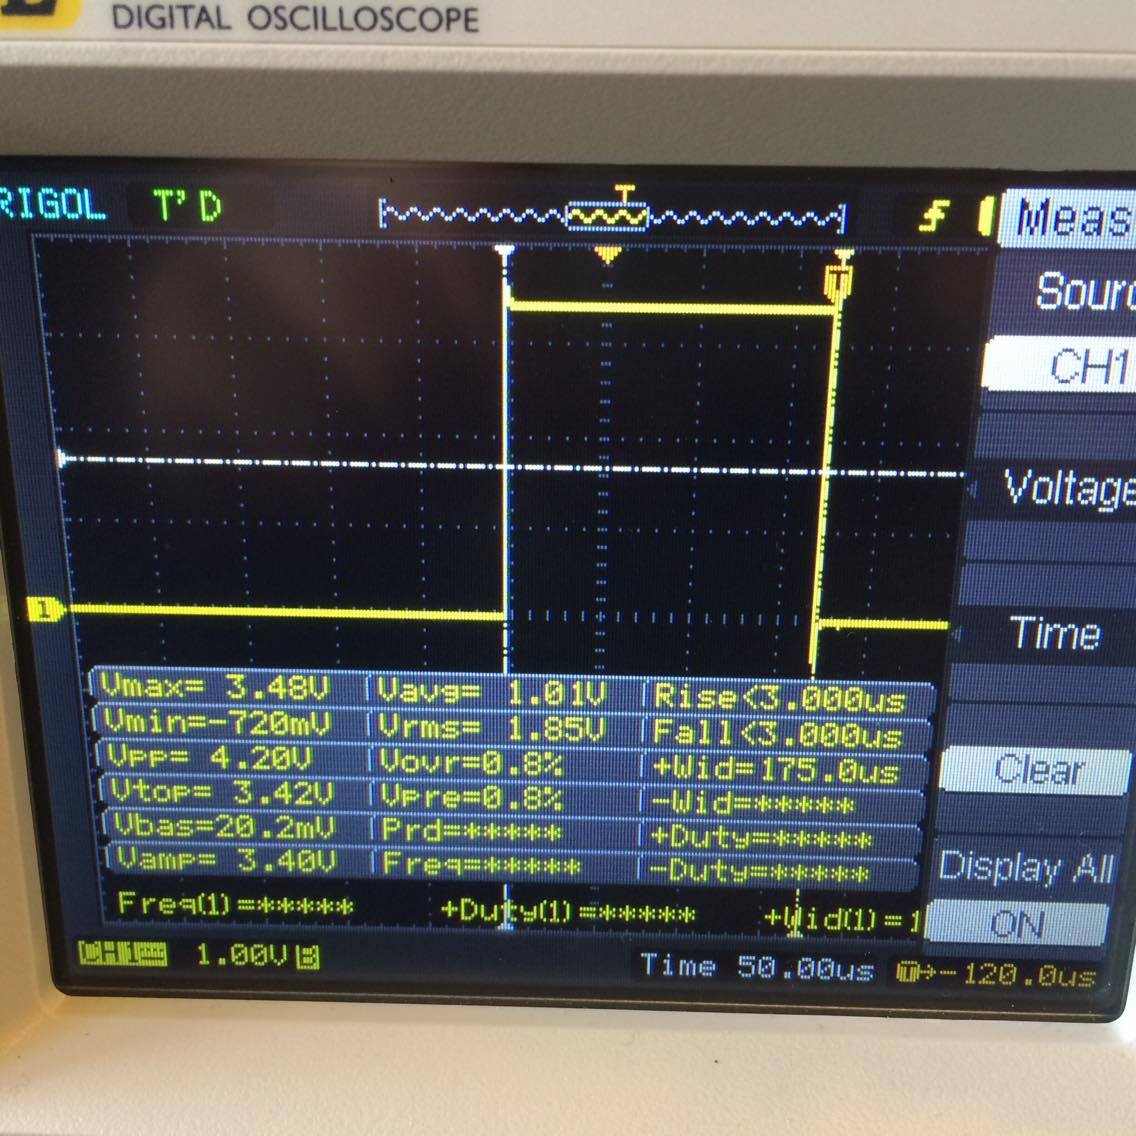 DIGITAL OSCILLOSCOPE
RIGOL T'D
Meas
T
Sourc
CH1
Voltage
1
Time
Vmax= 3.48V Vavg= 1.01V Rise<3.000us
Vmin=-720mV Vrms= 1.85V Fall<3.000us
Vpp= 4.20V Vovr=0.8% +Wid=175.0us
Vtop= 3.42V Vpre=0.8% -Wid=*****
Vbas=20.2mV Prd=***** +Duty=*****
Vamp= 3.40V Freq=***** -Duty=*****
Clear
Display All
ON
Freq(1)=***** +Duty(1)=***** +Wid(1)=1
CH1 1.00V B Time 50.00us T→-120.0us